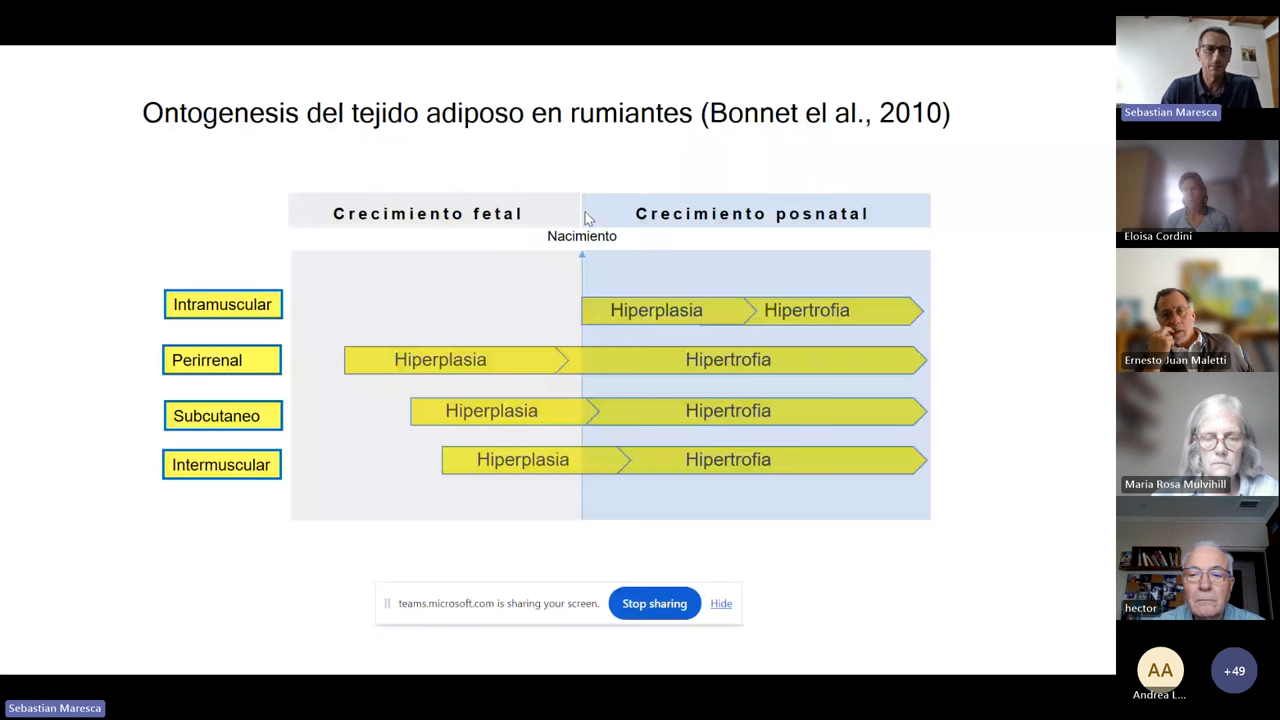 Ontogenesis del tejido adiposo en rumiantes (Bonnet el al., 2010)
Crecimiento fetal
Crecimiento posnatal
Nacimiento
Intramuscular
Hiperplasia
Hipertrofia
Perirrenal
Hiperplasia
Hipertrofia
Subcutaneo
Hiperplasia
Hipertrofia
Intermuscular
Hiperplasia
Hipertrofia
teams.microsoft.com is sharing your screen.
Stop sharing
Hide
Sebastian Maresca
Sebastian Maresca
Eloisa Cordini
Ernesto Juan Maletti
Maria Rosa Mulvihill
hector
AA
Andrea L...
+49